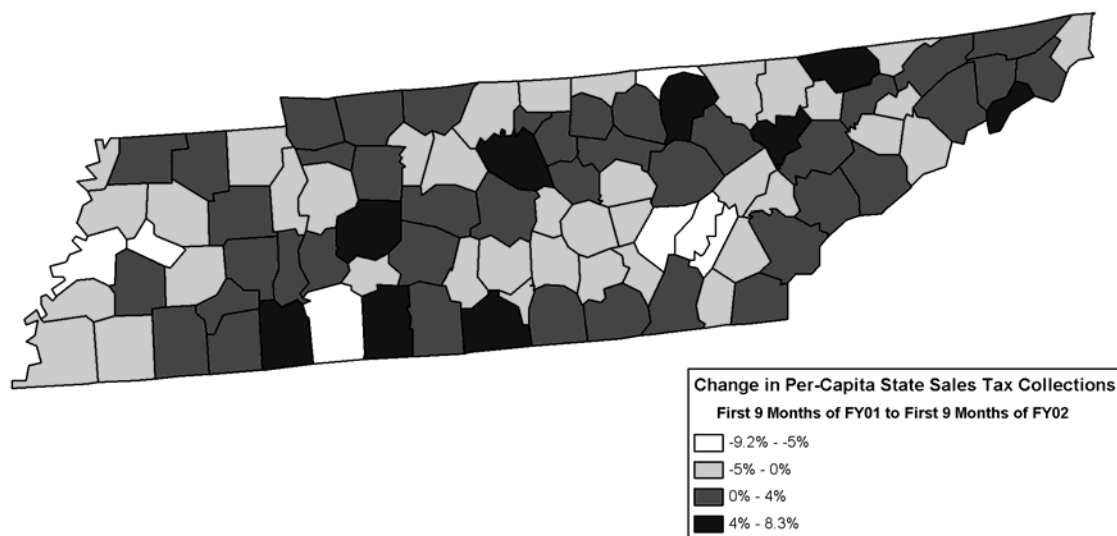 Change in Per-Capita State Sales Tax Collections
First 9 Months of FY01 to First 9 Months of FY02
-9.2% - -5%
-5% - 0%
0% - 4%
4% - 8.3%